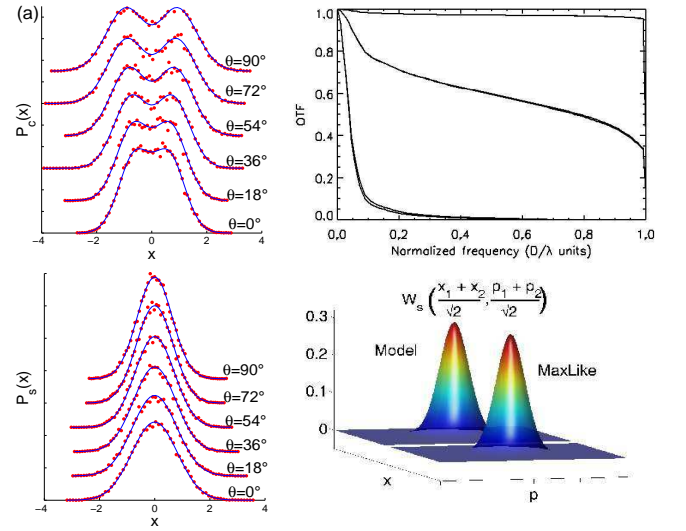 (a)
P_c(x)
θ=90°
θ=72°
θ=54°
θ=36°
θ=18°
θ=0°
−4 −2 0 2 4
x
OTF
1.0
0.8
0.6
0.4
0.2
0.0
0.0 0.2 0.4 0.6 0.8 1.0
Normalized frequency (D/λ units)
P_s(x)
θ=90°
θ=72°
θ=54°
θ=36°
θ=18°
θ=0°
−4 −2 0 2 4
x
W_s ( x_1 + x_2 / √2 , p_1 + p_2 / √2 )
0.3
0.2
0.1
0
Model
MaxLike
x
p